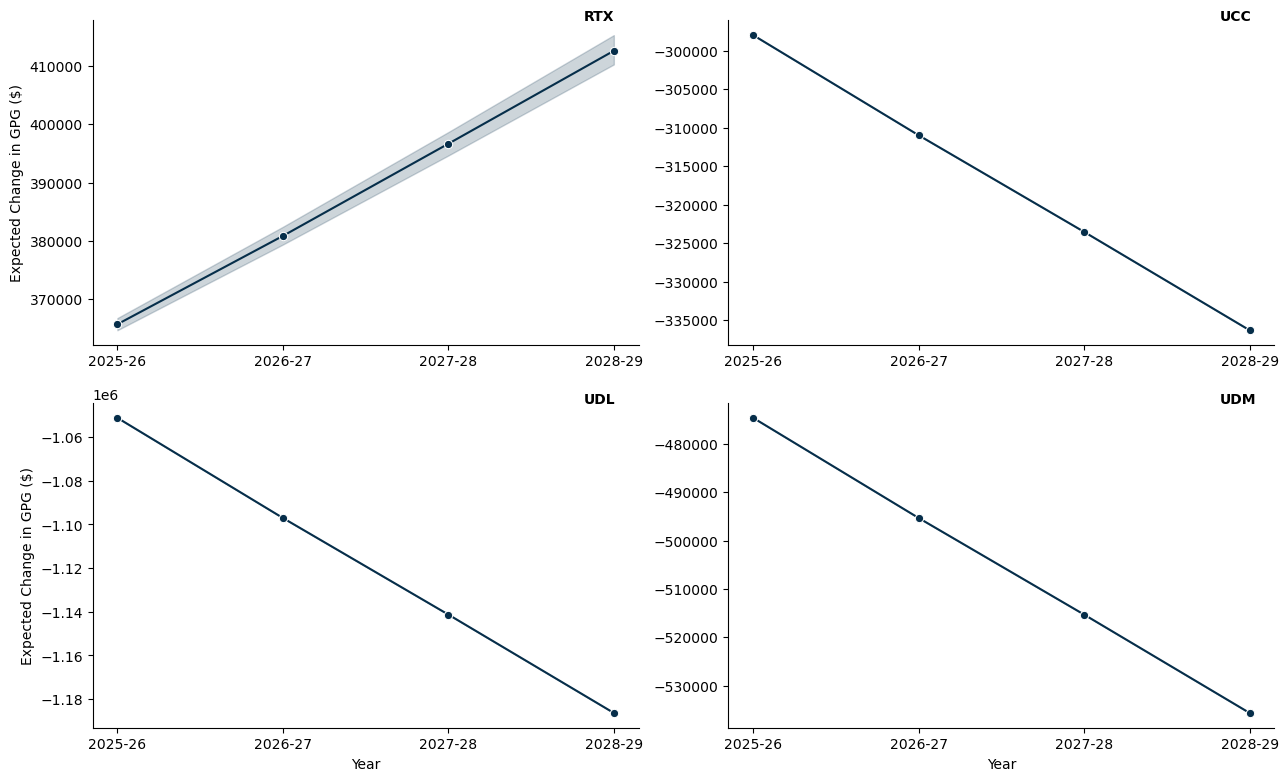 RTX
Expected Change in GPG ($)
410000
400000
390000
380000
370000
2025-26 2026-27 2027-28 2028-29
UCC
−300000
−305000
−310000
−315000
−320000
−325000
−330000
−335000
2025-26 2026-27 2027-28 2028-29
UDL
1e6
Expected Change in GPG ($)
−1.06
−1.08
−1.10
−1.12
−1.14
−1.16
−1.18
2025-26 2026-27 2027-28 2028-29
Year
UDM
−480000
−490000
−500000
−510000
−520000
−530000
2025-26 2026-27 2027-28 2028-29
Year